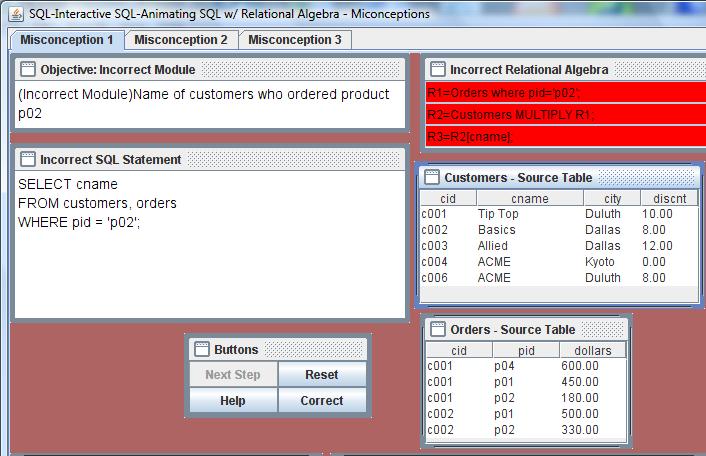 SQL-Interactive SQL-Animating SQL w/ Relational Algebra - Miconceptions
Misconception 1 Misconception 2 Misconception 3
Objective: Incorrect Module
(Incorrect Module)Name of customers who ordered product
p02
Incorrect SQL Statement
SELECT cname
FROM customers, orders
WHERE pid = 'p02';
Incorrect Relational Algebra
R1=Orders where pid='p02';
R2=Customers MULTIPLY R1;
R3=R2[cname];
Customers - Source Table
cid cname city discnt
c001 Tip Top Duluth 10.00
c002 Basics Dallas 8.00
c003 Allied Dallas 12.00
c004 ACME Kyoto 0.00
c006 ACME Duluth 8.00
Orders - Source Table
cid pid dollars
c001 p04 600.00
c001 p01 450.00
c001 p02 180.00
c002 p01 500.00
c002 p02 330.00
Buttons
Next Step Reset
Help Correct